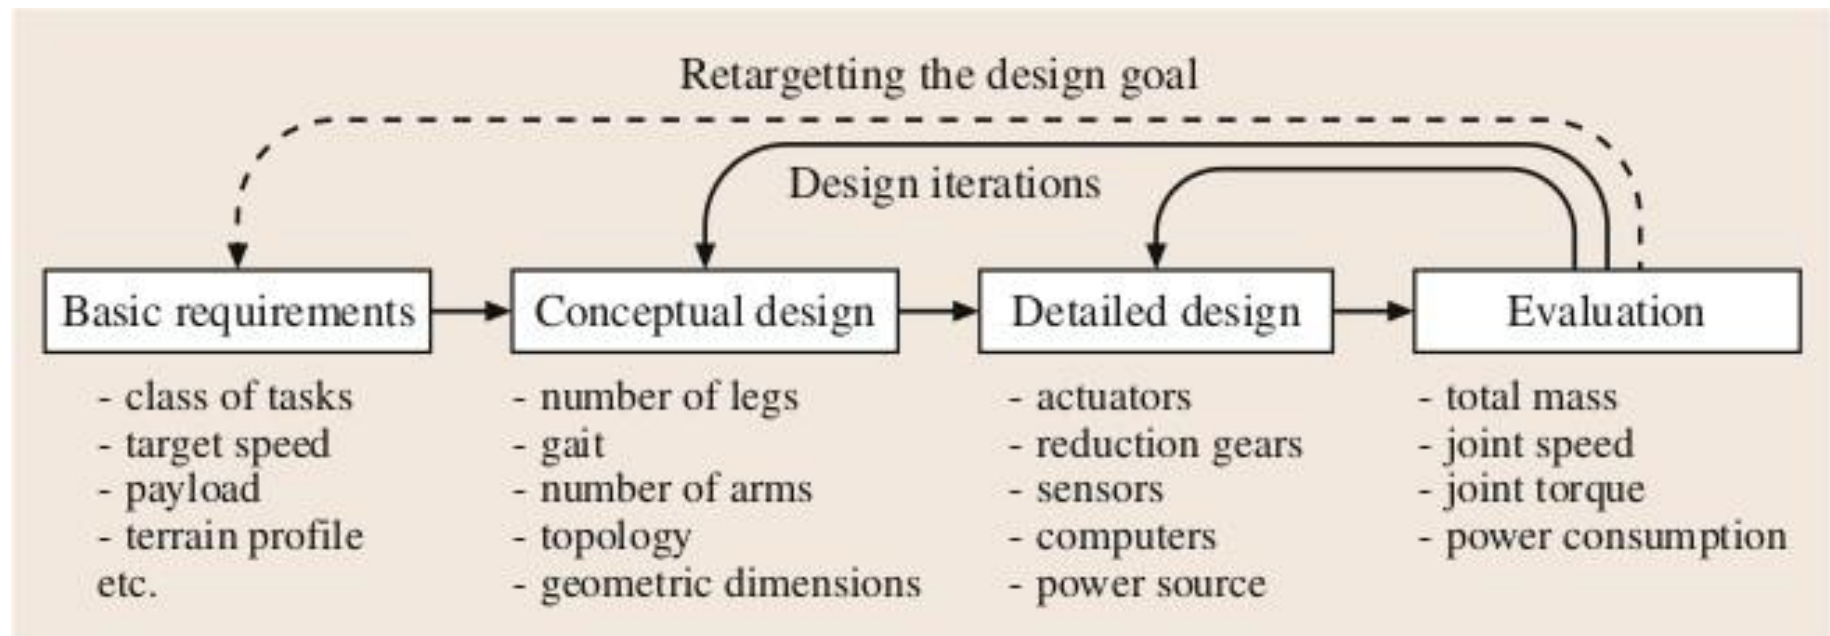 Retargetting the design goal
Design iterations
Basic requirements
Conceptual design
Detailed design
Evaluation
- class of tasks
- target speed
- payload
- terrain profile
etc.
- number of legs
- gait
- number of arms
- topology
- geometric dimensions
- actuators
- reduction gears
- sensors
- computers
- power source
- total mass
- joint speed
- joint torque
- power consumption